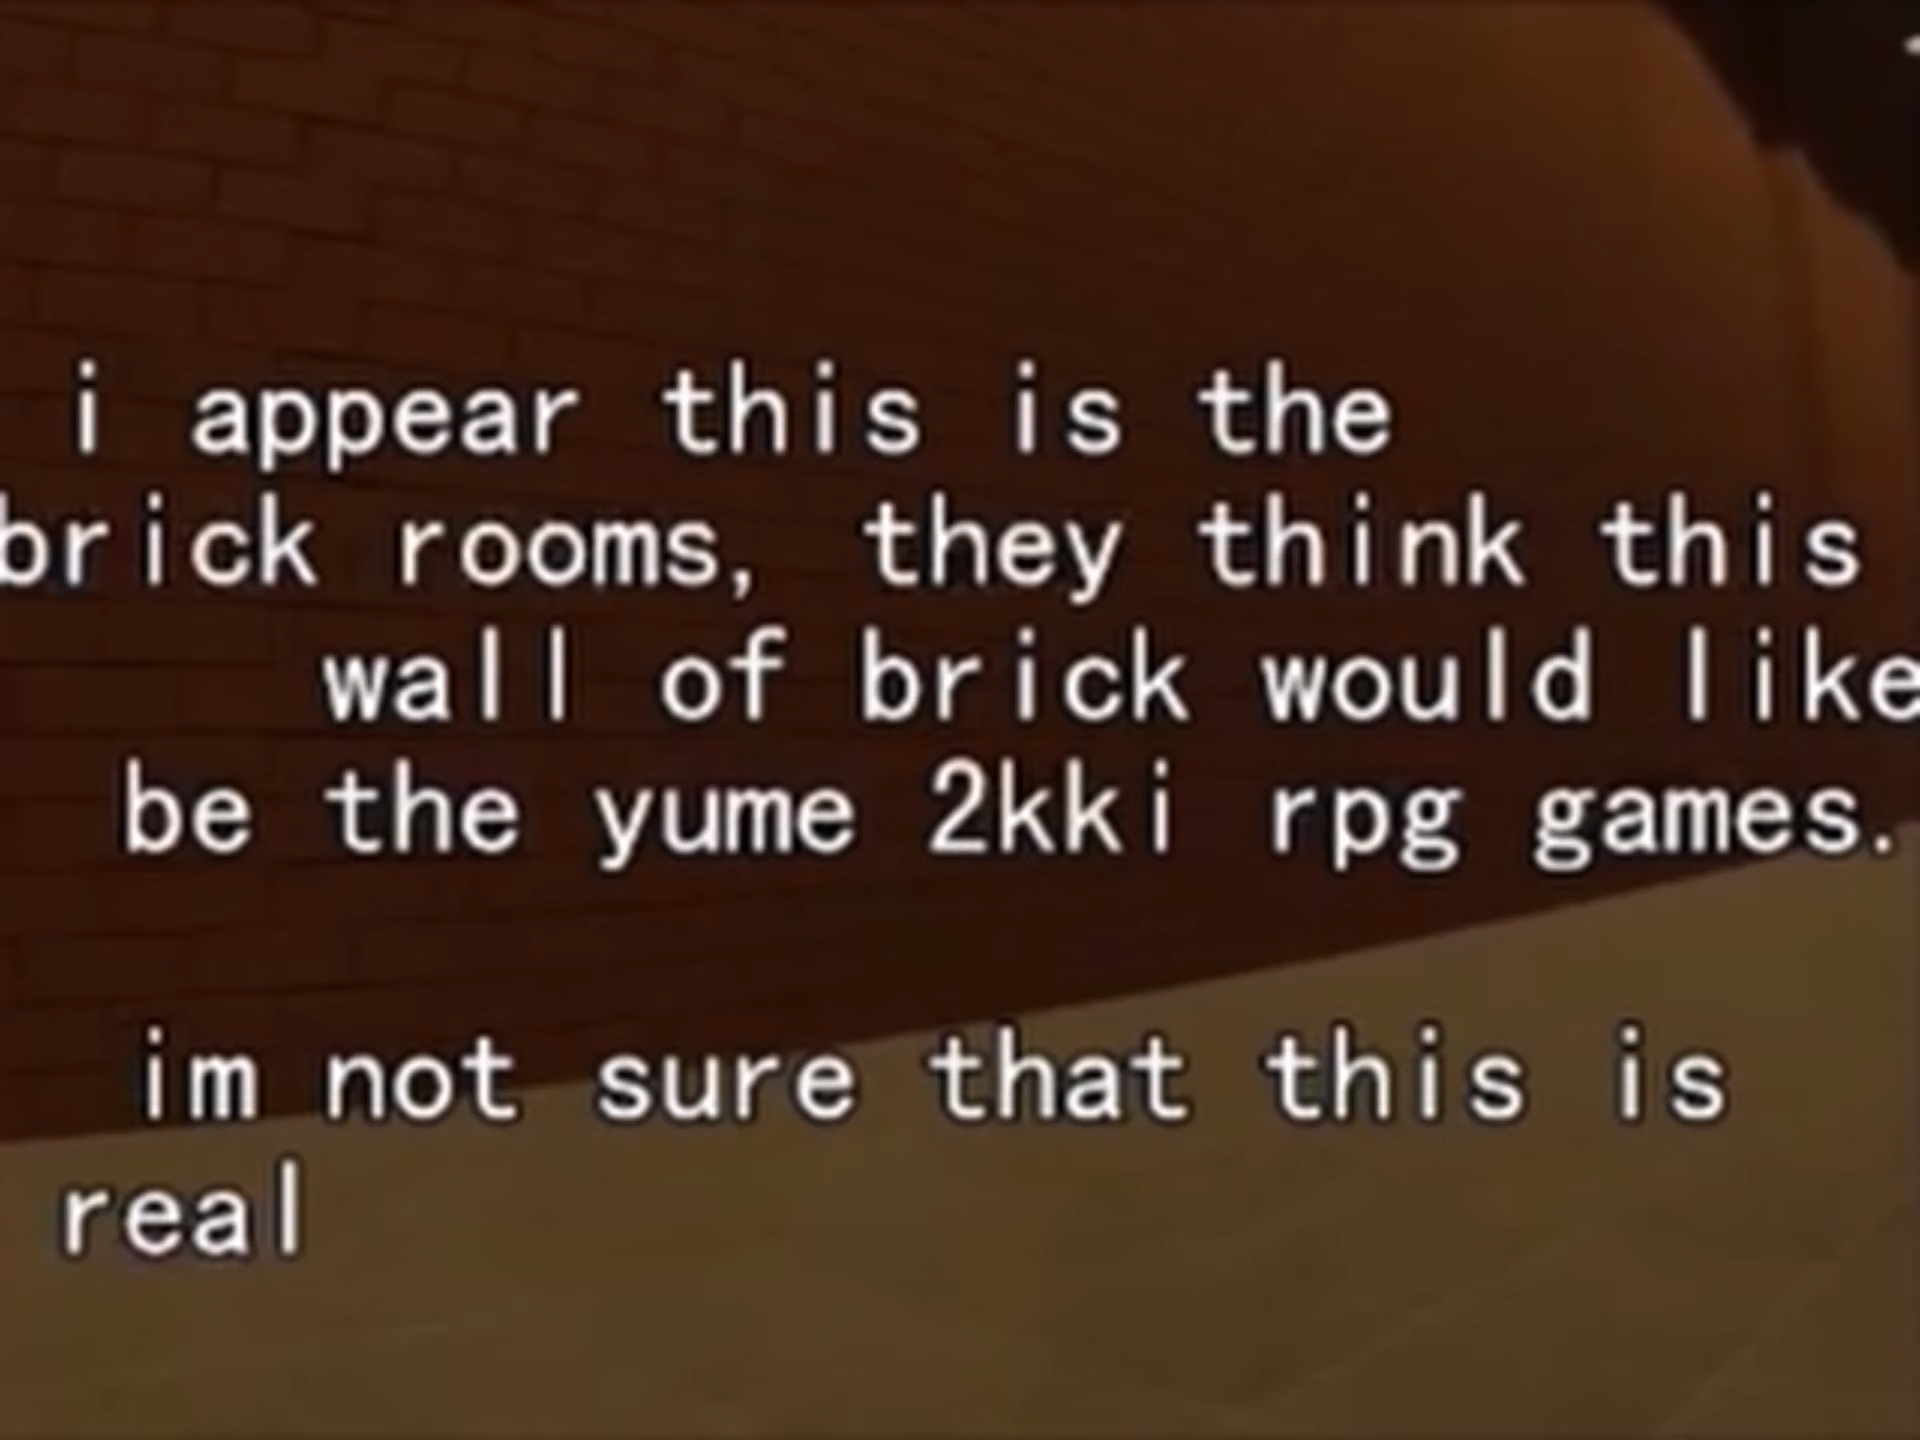 i appear this is the
brick rooms, they think this
wall of brick would like
be the yume 2kki rpg games.
im not sure that this is
real